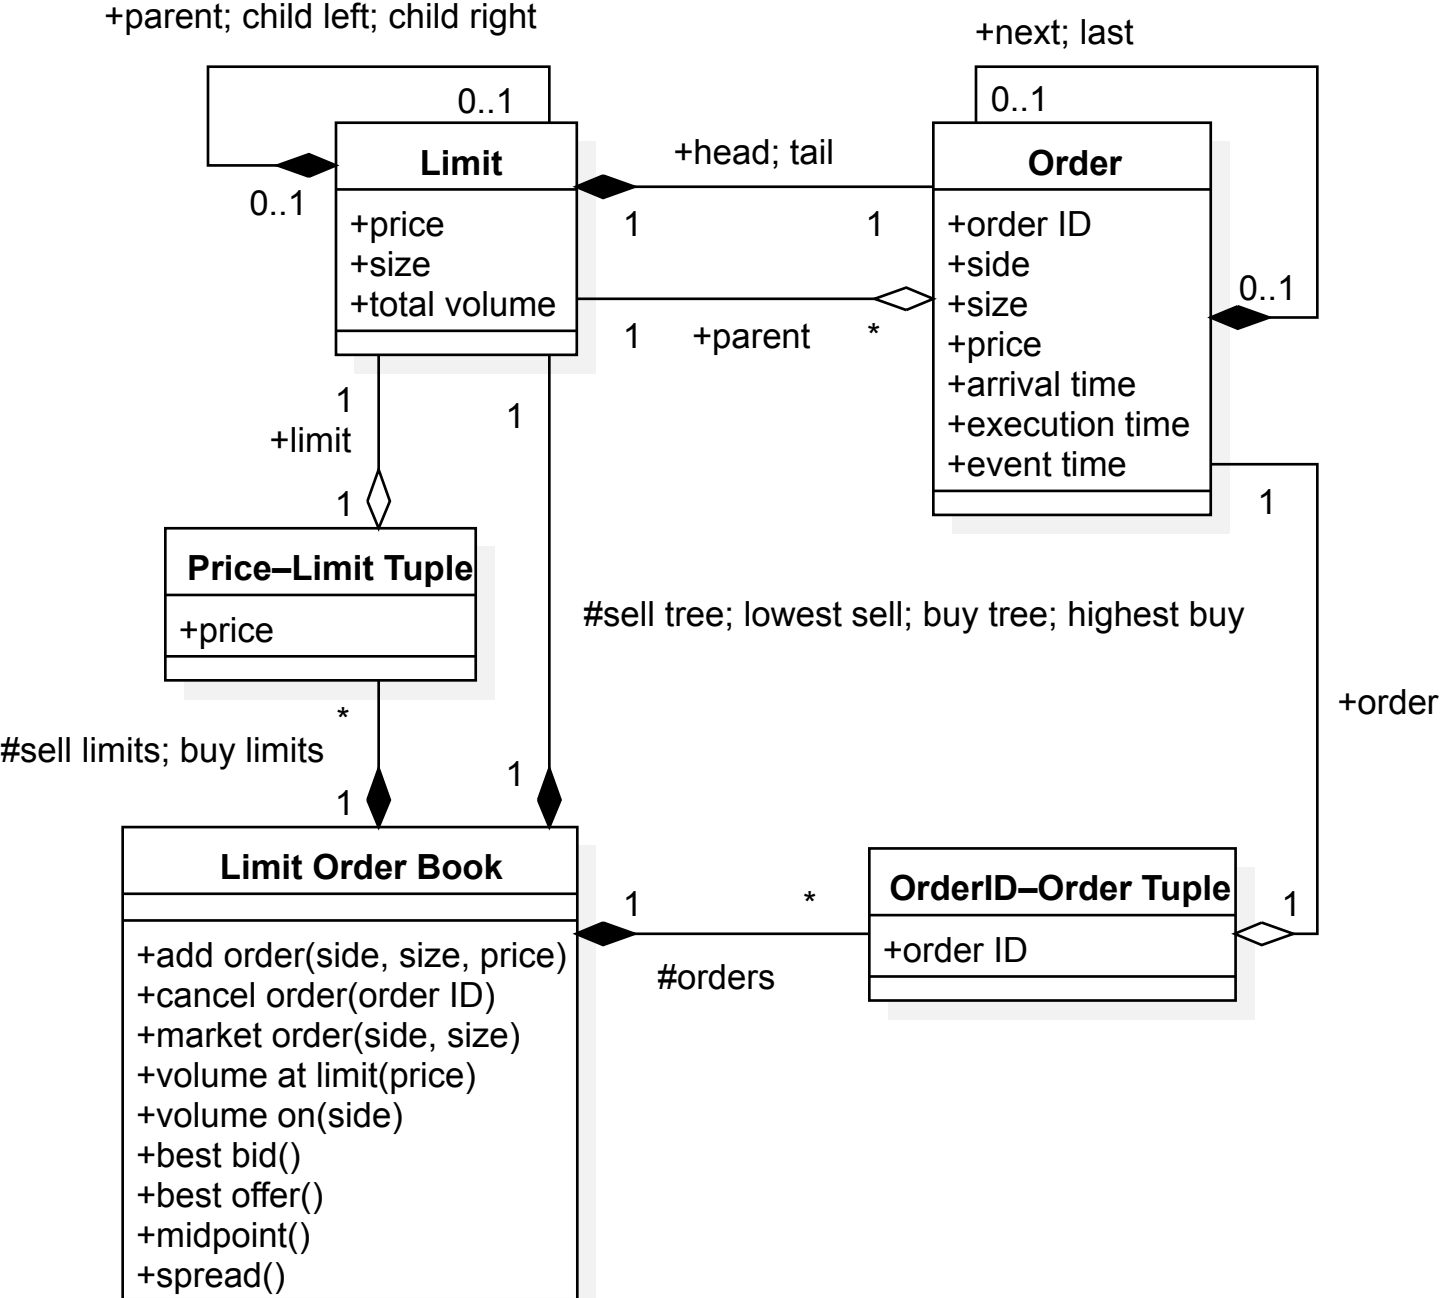 +parent; child left; child right
+next; last
0..1
0..1
Limit
+head; tail
Order
0..1
1
1
+price
+size
+total volume
+order ID
+side
+size
+price
+arrival time
+execution time
+event time
0..1
1
+parent
*
1
+limit
1
1
1
Price–Limit Tuple
+price
#sell tree; lowest sell; buy tree; highest buy
+order
*
#sell limits; buy limits
1
1
Limit Order Book
1
*
OrderID–Order Tuple
1
+order ID
#orders
+add order(side, size, price)
+cancel order(order ID)
+market order(side, size)
+volume at limit(price)
+volume on(side)
+best bid()
+best offer()
+midpoint()
+spread()